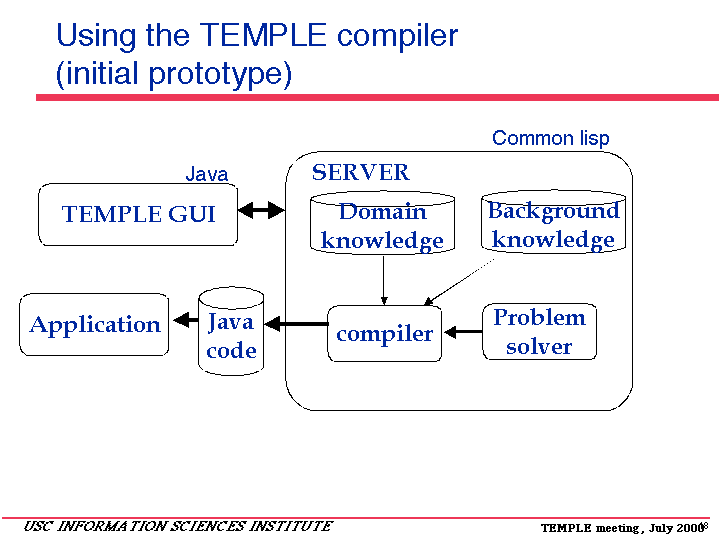 Using the TEMPLE compiler
(initial prototype)
Common lisp
Java
SERVER
TEMPLE GUI
Domain
knowledge
Background
knowledge
Application
Java
code
compiler
Problem
solver
USC INFORMATION SCIENCES INSTITUTE
TEMPLE meeting, July 2000